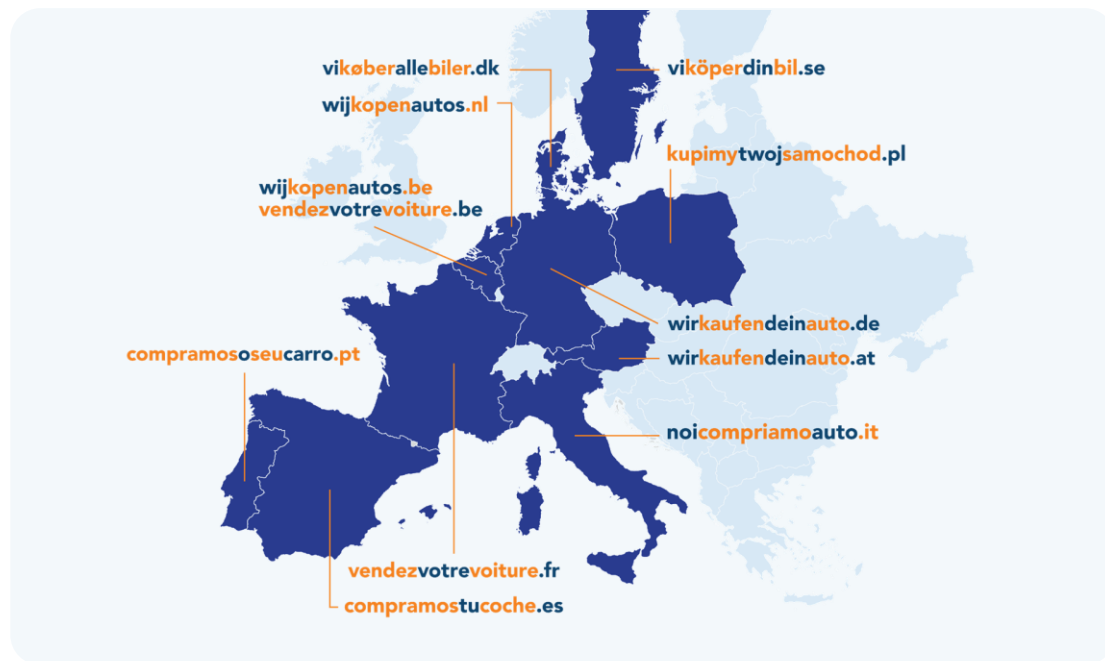 vikøberallebiler.dk
viköperdinbil.se
wijkopenautos.nl
kupimytwojsamochod.pl
wijkopenautos.be
vendezvotrevoiture.be
wirkaufendeinauto.de
compramososeucarro.pt
wirkaufendeinauto.at
noicompriamoauto.it
vendezvotrevoiture.fr
compramostucoche.es